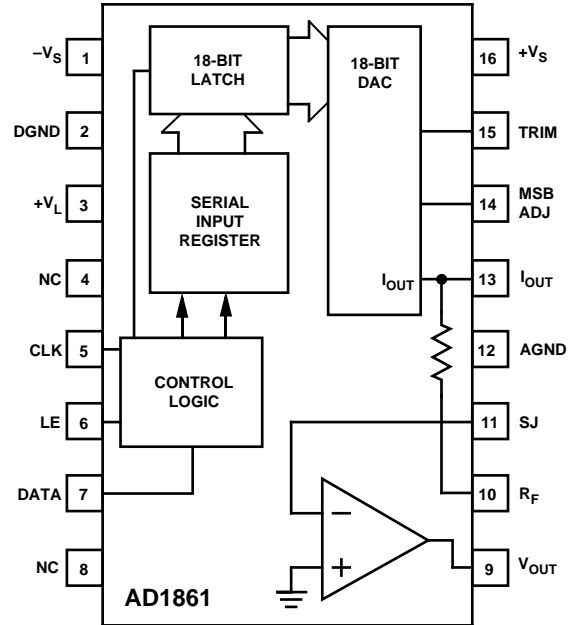 –VS 1
DGND 2
+VL 3
NC 4
CLK 5
LE 6
DATA 7
NC 8
18-BIT
LATCH
SERIAL
INPUT
REGISTER
CONTROL
LOGIC
18-BIT
DAC
IOUT
–
+
AD1861
16 +VS
15 TRIM
14 MSB
ADJ
13 IOUT
12 AGND
11 SJ
10 RF
9 VOUT